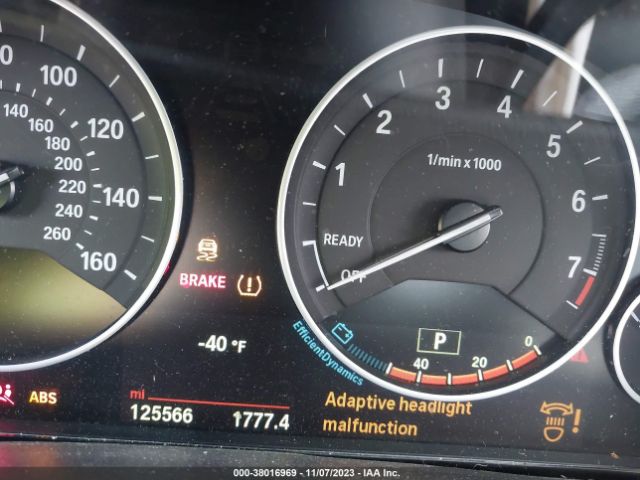 100
120
140
160
140
160
180
200
220
240
260
BRAKE
-40 °F
ABS
mi
125566 1777.4
1/min x 1000
1
2
3
4
5
6
7
READY
OFF
EfficientDynamics
P
40
20
0
Adaptive headlight
malfunction
000-38016969 - 11/07/2023 - IAA Inc.